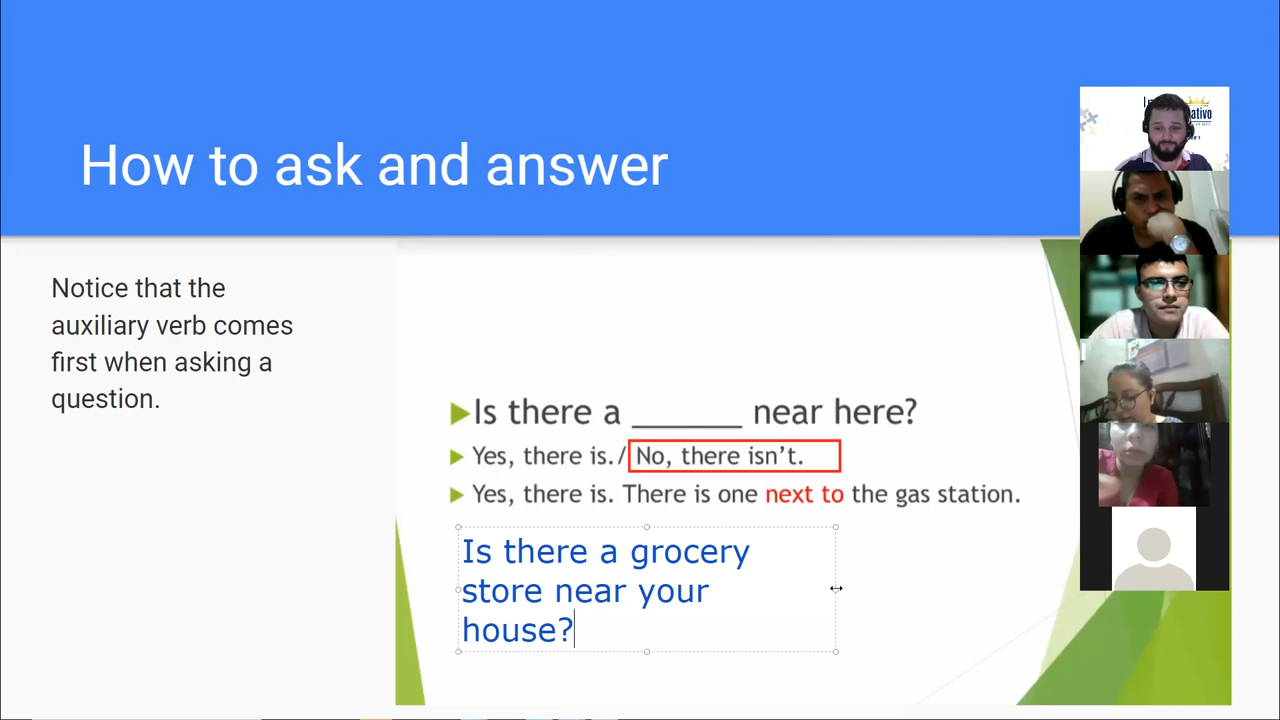 How to ask and answer
Notice that the
auxiliary verb comes
first when asking a
question.
Is there a ______ near here?
Yes, there is./ No, there isn't.
Yes, there is. There is one next to the gas station.
Is there a grocery
store near your
house?